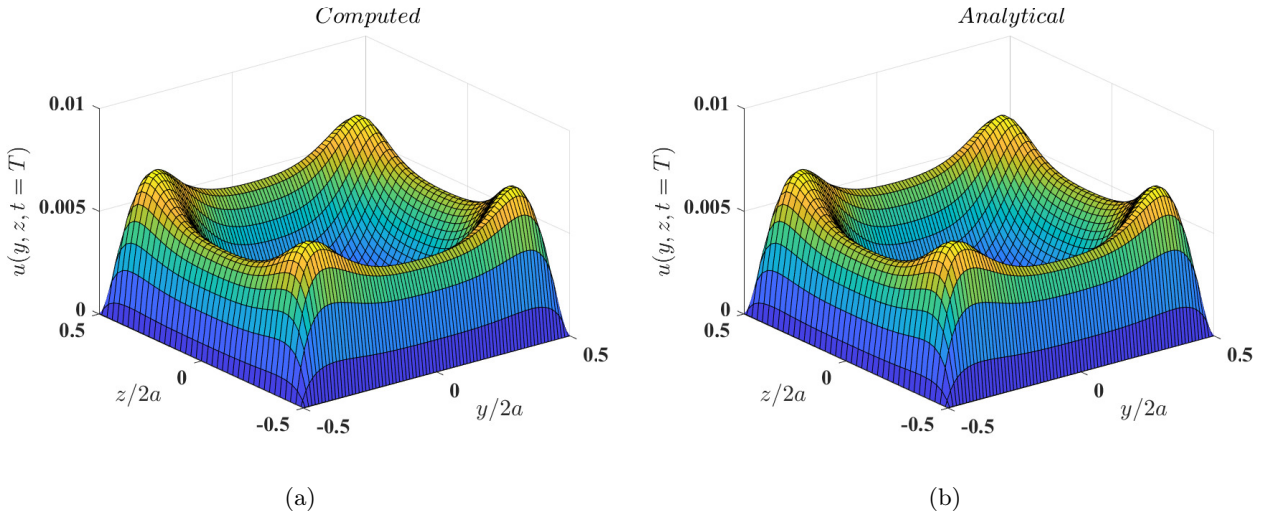 Computed
0.01
0.005
0
u(y, z, t = T)
0.5
0
-0.5
z/2a
-0.5
0
0.5
y/2a
(a)
Analytical
0.01
0.005
0
u(y, z, t = T)
0.5
0
-0.5
z/2a
-0.5
0
0.5
y/2a
(b)